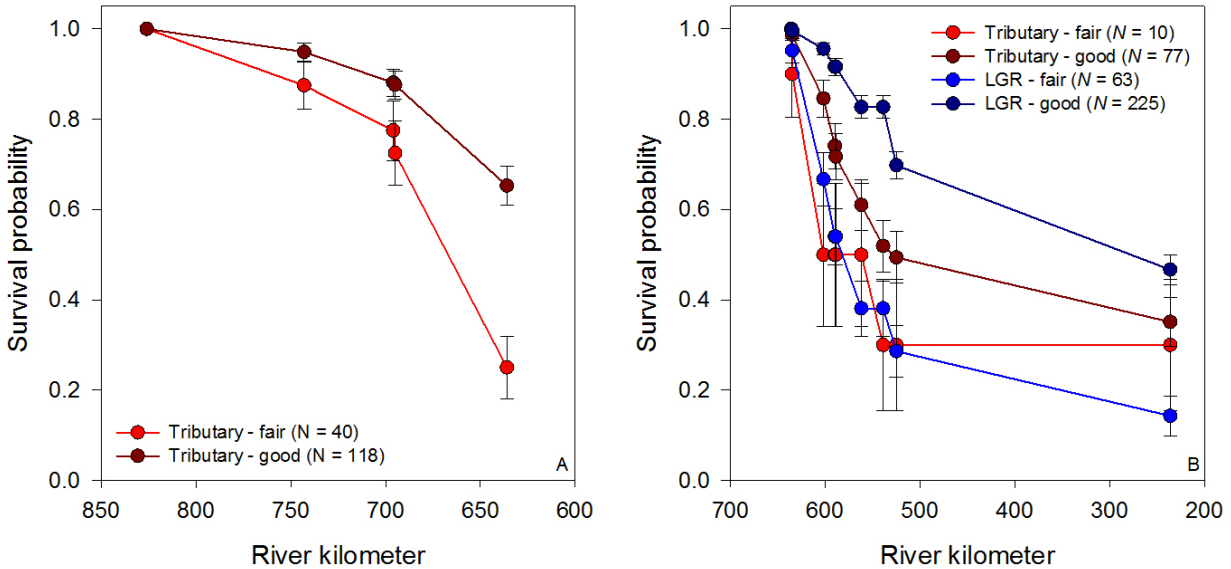 Survival probability
1.0
0.8
0.6
0.4
0.2
0.0
Tributary - fair (N = 40)
Tributary - good (N = 118)
A
850
800
750
700
650
600
River kilometer
Survival probability
1.0
0.8
0.6
0.4
0.2
0.0
Tributary - fair (N = 10)
Tributary - good (N = 77)
LGR - fair (N = 63)
LGR - good (N = 225)
B
700
600
500
400
300
200
River kilometer